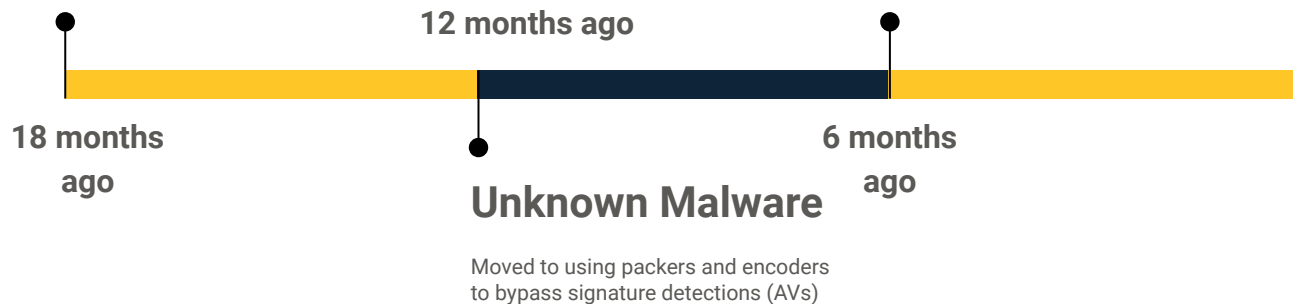 12 months ago
18 months
ago
6 months
ago
Unknown Malware
Moved to using packers and encoders
to bypass signature detections (AVs)